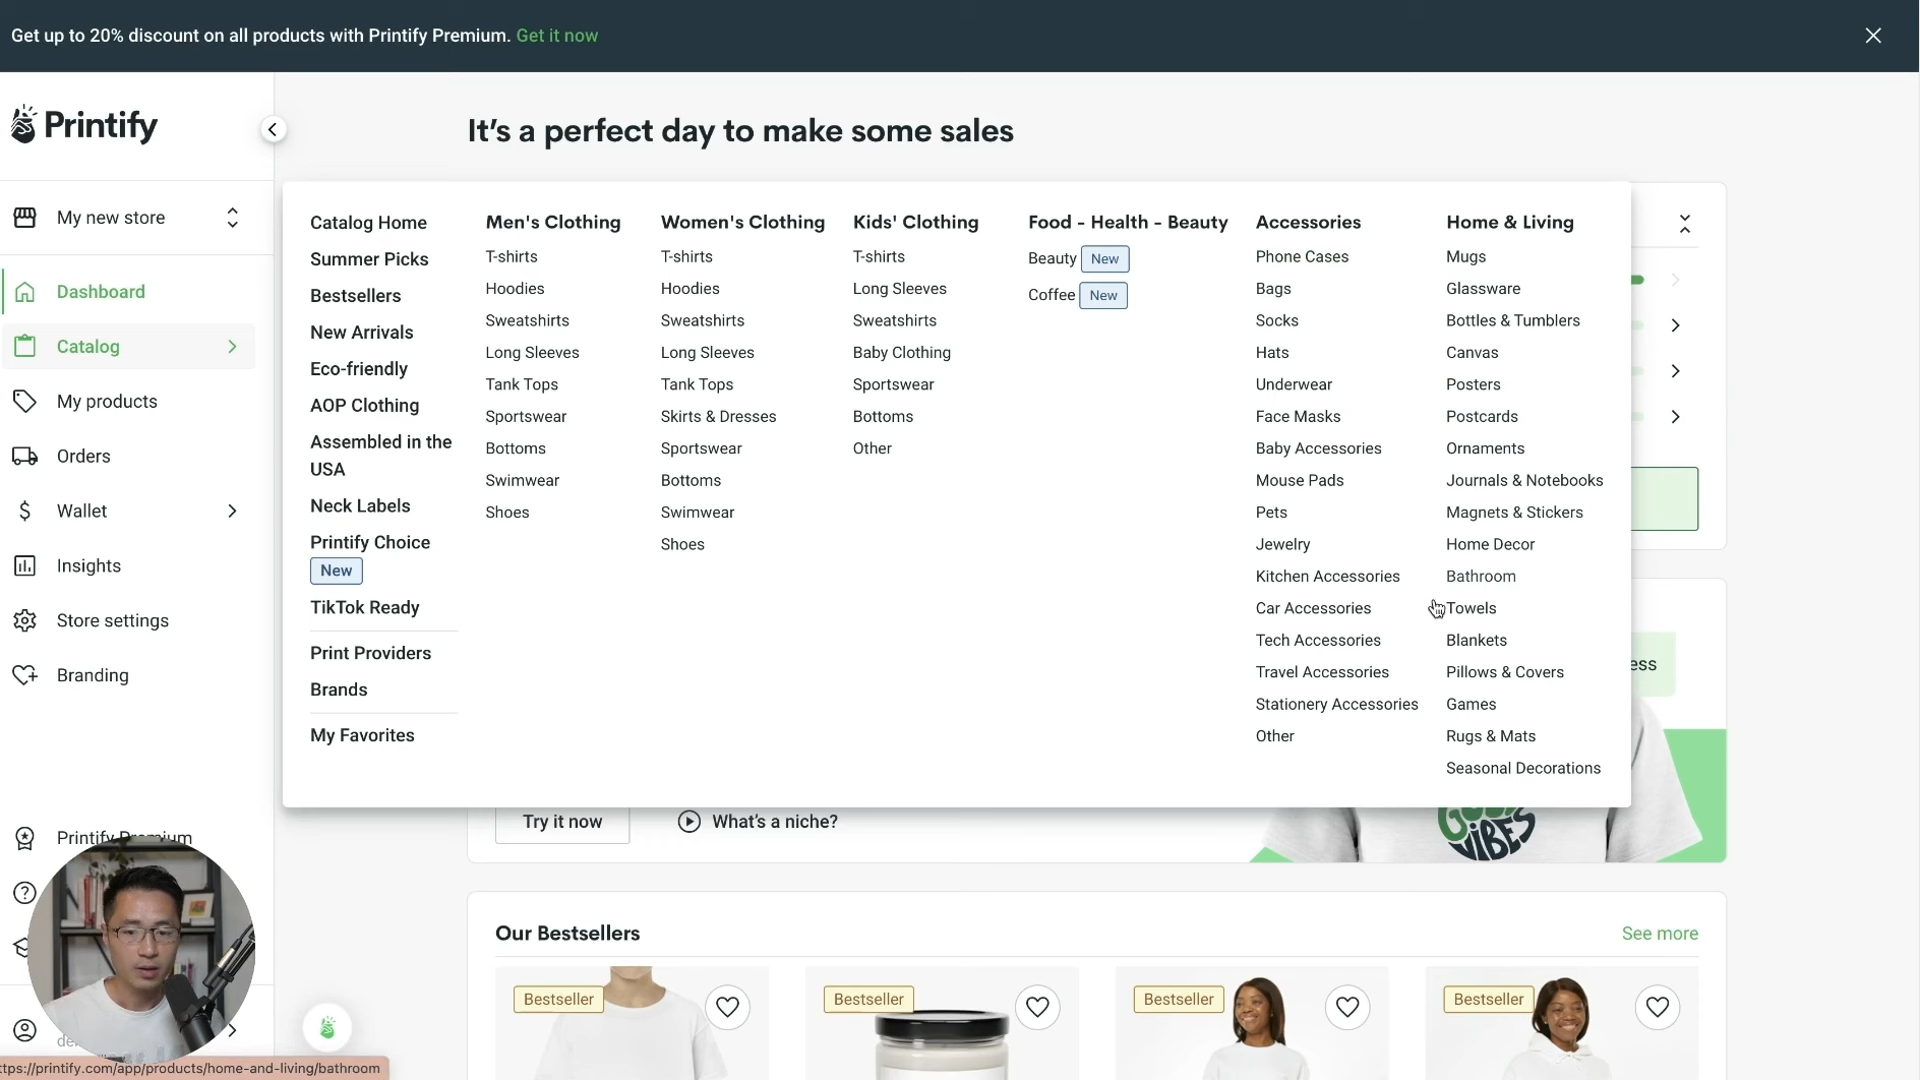 Get up to 20% discount on all products with Printify Premium. Get it now
Printify
It's a perfect day to make some sales
My new store
Dashboard
Catalog
My products
Orders
Wallet
Insights
Store settings
Branding
Catalog Home
Summer Picks
Bestsellers
New Arrivals
Eco-friendly
AOP Clothing
Assembled in the
USA
Neck Labels
Printify Choice
New
TikTok Ready
Print Providers
Brands
My Favorites
Men's Clothing
T-shirts
Hoodies
Sweatshirts
Long Sleeves
Tank Tops
Sportswear
Bottoms
Swimwear
Shoes
Women's Clothing
T-shirts
Hoodies
Sweatshirts
Long Sleeves
Tank Tops
Skirts & Dresses
Sportswear
Bottoms
Swimwear
Shoes
Kids' Clothing
T-shirts
Long Sleeves
Sweatshirts
Baby Clothing
Sportswear
Bottoms
Other
Food - Health - Beauty
Beauty New
Coffee New
Accessories
Phone Cases
Bags
Socks
Hats
Underwear
Face Masks
Baby Accessories
Mouse Pads
Pets
Jewelry
Kitchen Accessories
Car Accessories
Tech Accessories
Travel Accessories
Stationery Accessories
Other
Home & Living
Mugs
Glassware
Bottles & Tumblers
Canvas
Posters
Postcards
Ornaments
Journals & Notebooks
Magnets & Stickers
Home Decor
Bathroom
Towels
Blankets
Pillows & Covers
Games
Rugs & Mats
Seasonal Decorations
ess
Try it now
What's a niche?
VIBES
Printify Premium
Our Bestsellers
See more
Bestseller
Bestseller
Bestseller
Bestseller
ttps://printify.com/app/products/home-and-living/bathroom